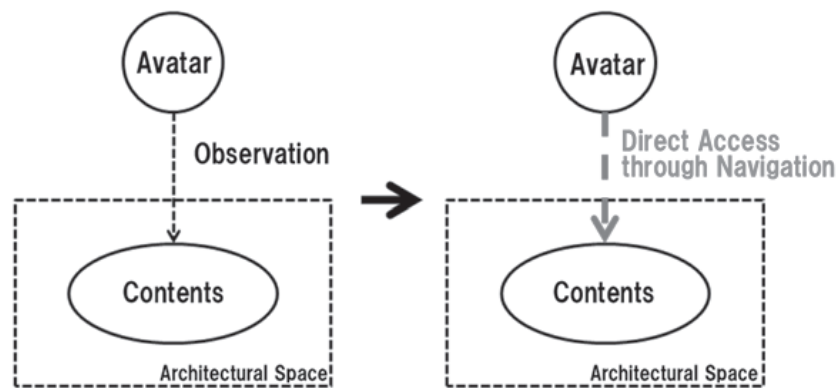 Avatar
Observation
Contents
Architectural Space
Avatar
Direct Access
through Navigation
Contents
Architectural Space